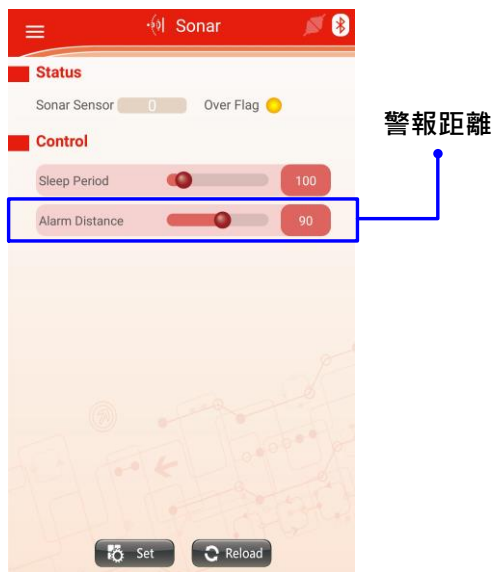 Sonar
Status
Sonar Sensor 0 Over Flag
Control
Sleep Period 100
Alarm Distance 90
警報距離
Set Reload